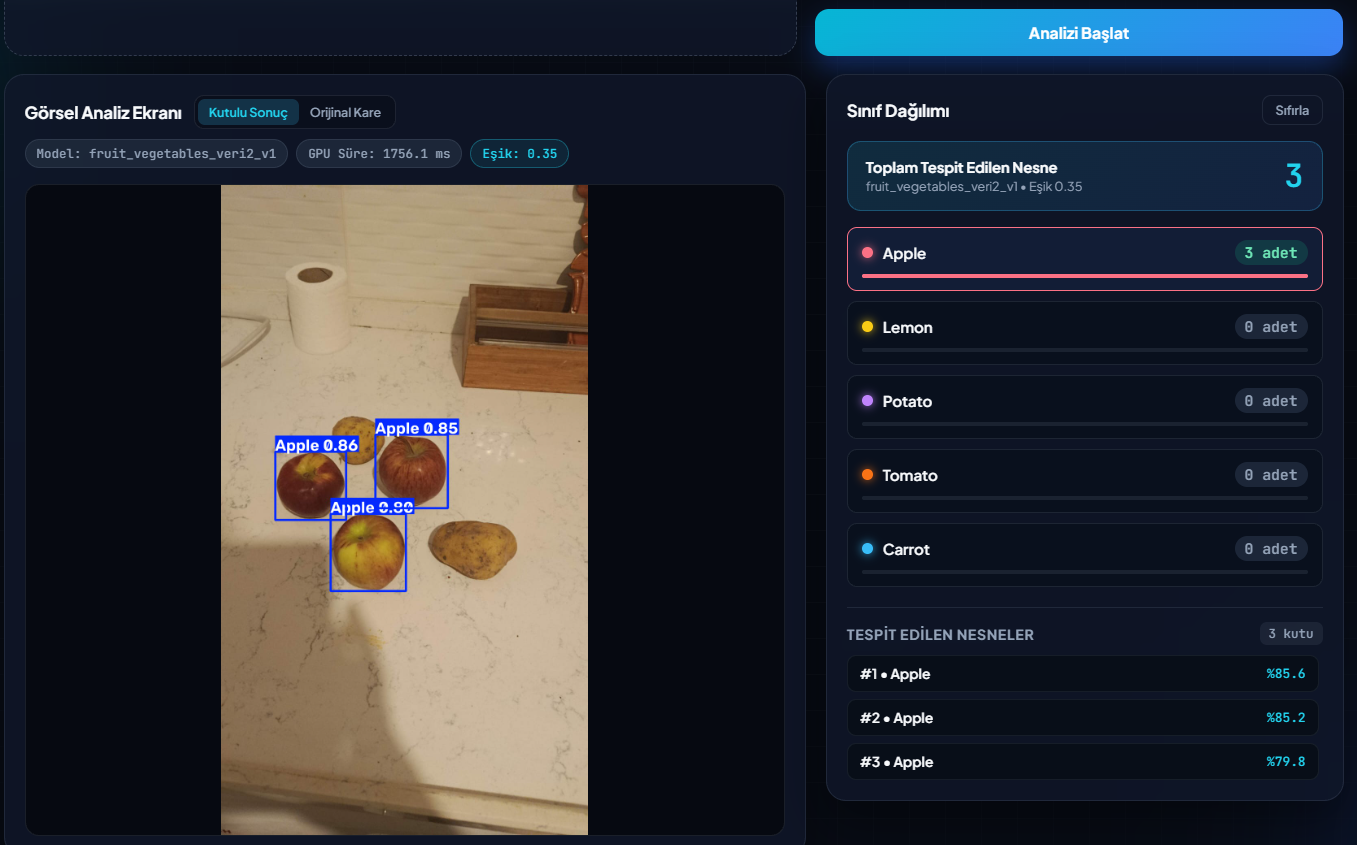 Analizi Başlat
Görsel Analiz Ekranı
Kutulu Sonuç
Orijinal Kare
Model: fruit_vegetables_veri2_v1
GPU Süre: 1756.1 ms
Eşik: 0.35
Apple 0.85
Apple 0.86
Apple 0.80
Sınıf Dağılımı
Sıfırla
Toplam Tespit Edilen Nesne
fruit_vegetables_veri2_v1 • Eşik 0.35
3
Apple
3 adet
Lemon
0 adet
Potato
0 adet
Tomato
0 adet
Carrot
0 adet
TESPİT EDİLEN NESNELER
3 kutu
#1 • Apple
%85.6
#2 • Apple
%85.2
#3 • Apple
%79.8